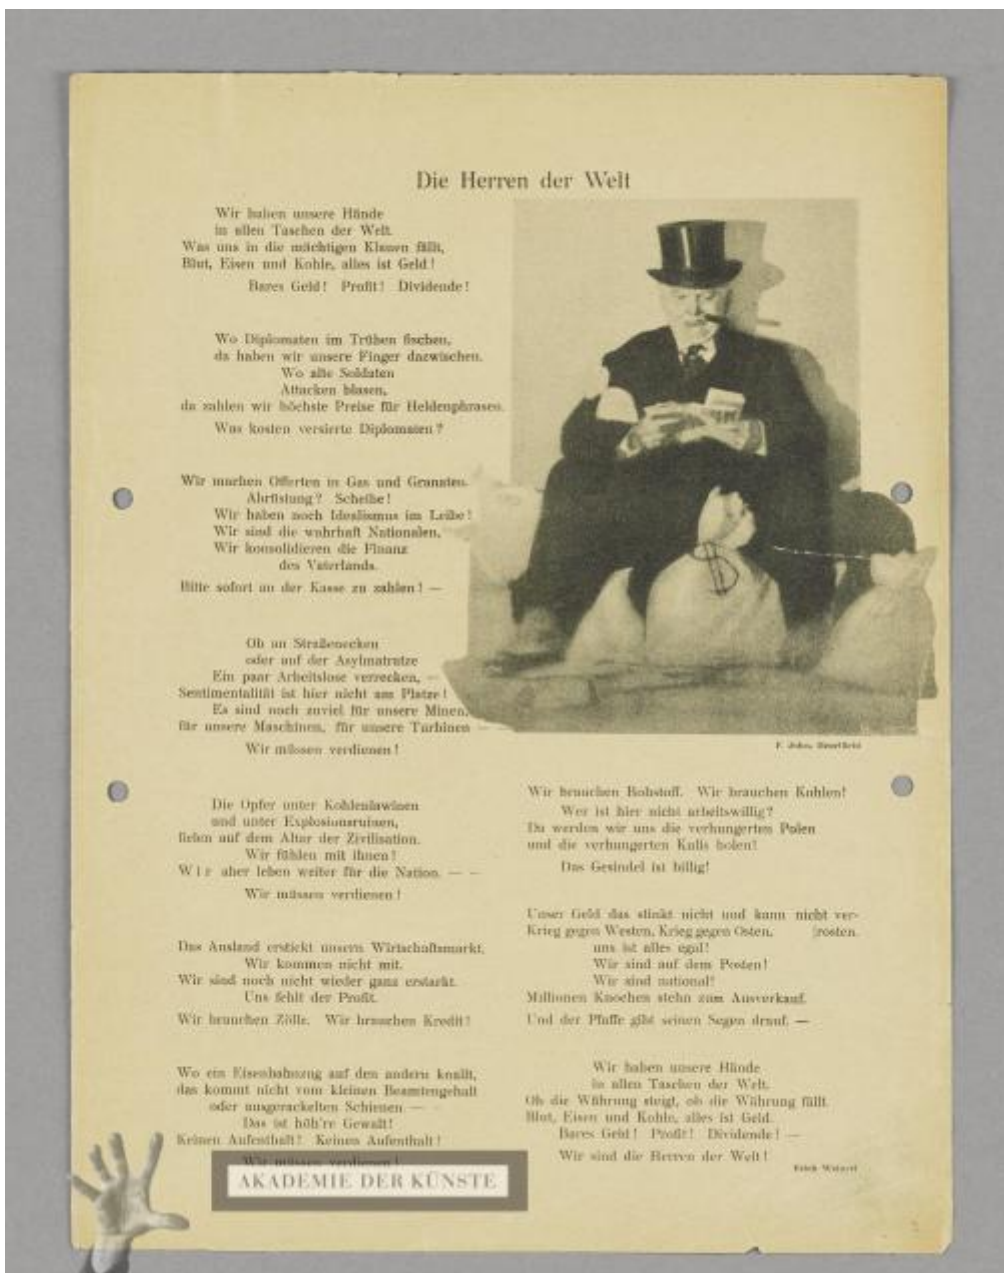 Die Herren der Welt
Wir haben unsere Hände
in allen Taschen der Welt.
Was uns in die mächtigen Klauen fällt,
Blut, Eisen und Kohle, alles ist Geld!
Bares Geld! Profit! Dividende!
Wo Diplomaten im Trüben fischen,
da haben wir unsere Finger dazwischen.
Wo alte Soldaten
Attacken blasen,
da zahlen wir höchste Preise für Heldenphrasen.
Was kosten versierte Diplomaten?
Wir machen Offerten in Gas und Granaten.
Abrüstung? Scheibe!
Wir haben noch Idealismus im Leibe!
Wir sind die wahrhaft Nationalen,
Wir konsolidieren die Finanz
des Vaterlands.
Bitte sofort an der Kasse zu zahlen! —
Ob an Straßenecken
oder auf der Asylmatratze
Ein paar Arbeitslose verrecken, —
Sentimentalität ist hier nicht am Platze!
Es sind noch zuviel für unsere Minen,
für unsere Maschinen, für unsere Turbinen — —
Wir müssen verdienen!
Die Opfer unter Kohlenlawinen
und unter Explosionsruinen,
fielen auf dem Altar der Zivilisation.
Wir fühlen mit ihnen!
Wir aber leben weiter für die Nation. — —
Wir müssen verdienen!
Das Ausland erstickt unsern Wirtschaftsmarkt.
Wir kommen nicht mit.
Wir sind noch nicht wieder ganz erstarkt.
Uns fehlt der Profit.
Wir brauchen Zölle. Wir brauchen Kredit!
Wo ein Eisenbahnzug auf den andern knallt,
das kommt nicht vom kleinen Beamtengehalt
oder ausgerackelten Schienen — —
Das ist höh're Gewalt!
Keinen Aufenthalt! Keinen Aufenthalt!
Wir müssen verdienen!
F. John, Heartfield
Wir brauchen Rohstoff. Wir brauchen Kohlen!
Wer ist hier nicht arbeitswillig?
Da werden wir uns die verhungerten Polen
und die verhungerten Kulis holen!
Das Gesindel ist billig!
Unser Geld das stinkt nicht und kann nicht ver-
Krieg gegen Westen, Krieg gegen Osten, [rosten.
uns ist alles egal!
Wir sind auf dem Posten!
Wir sind national!
Millionen Knochen stehn zum Ausverkauf.
Und der Pfaffe gibt seinen Segen drauf. —
Wir haben unsere Hände
in allen Taschen der Welt.
Ob die Währung steigt, ob die Währung fällt.
Blut, Eisen und Kohle, alles ist Geld.
Bares Geld! Profit! Dividende! —
Wir sind die Herren der Welt!
Erich Weinert
$
AKADEMIE DER KÜNSTE